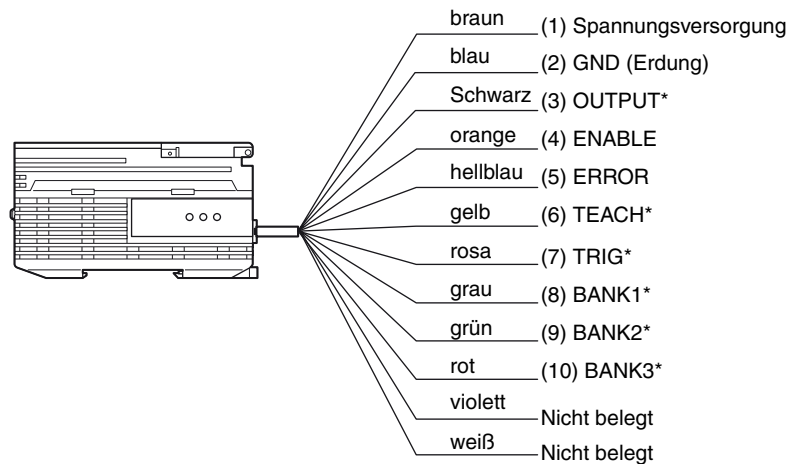 braun (1) Spannungsversorgung
blau (2) GND (Erdung)
Schwarz (3) OUTPUT*
orange (4) ENABLE
hellblau (5) ERROR
gelb (6) TEACH*
rosa (7) TRIG*
grau (8) BANK1*
grün (9) BANK2*
rot (10) BANK3*
violett Nicht belegt
weiß Nicht belegt